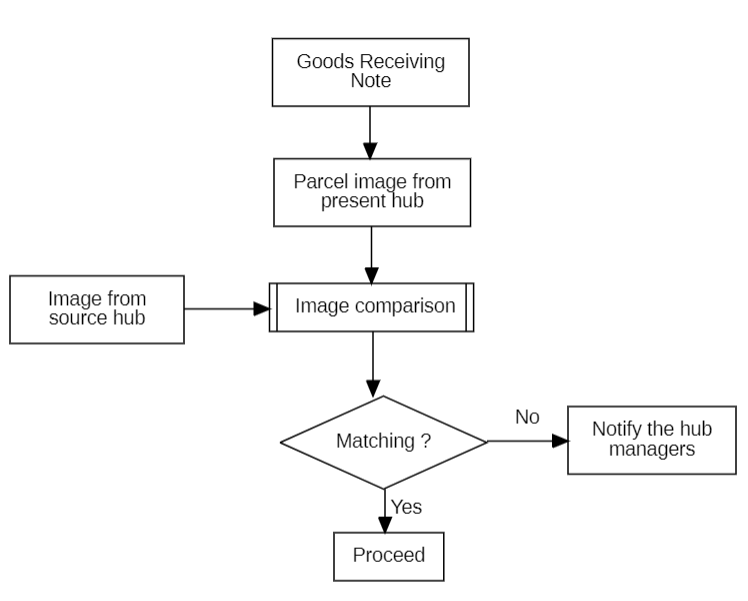 Goods Receiving
Note
Parcel image from
present hub
Image from
source hub
Image comparison
Matching ?
No
Notify the hub
managers
Yes
Proceed